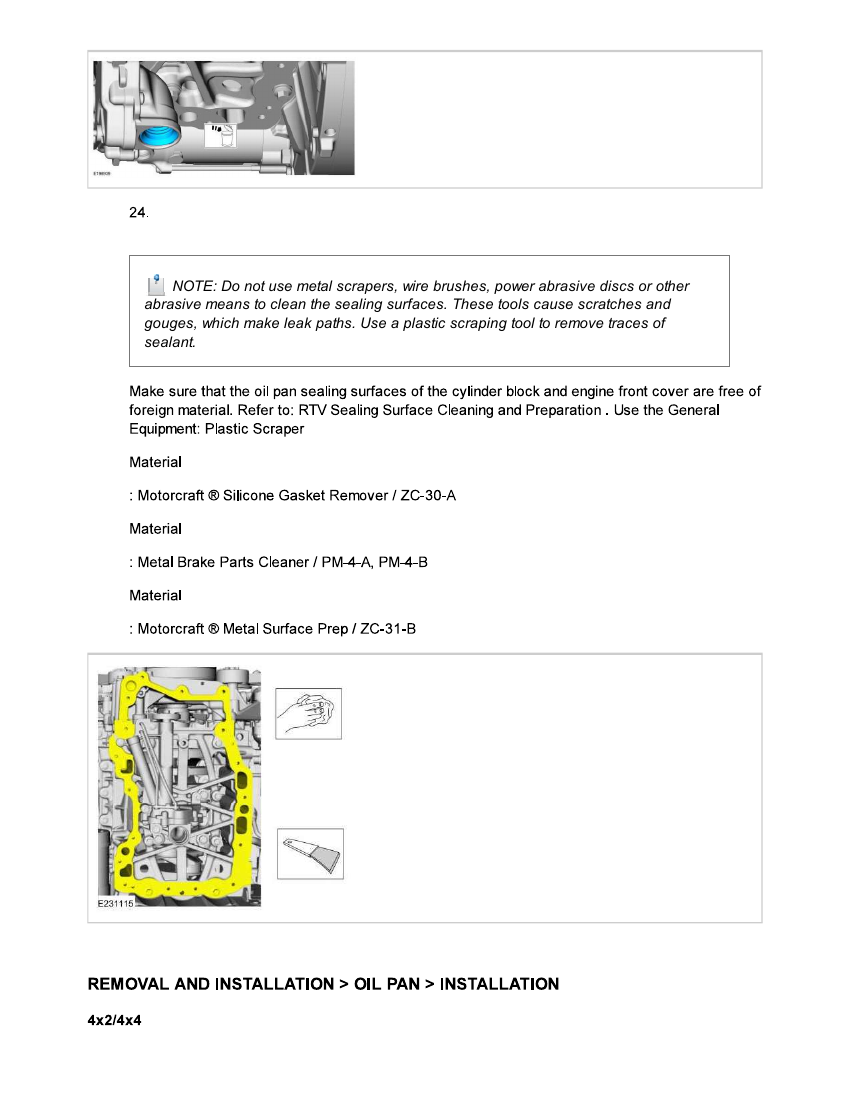 24.
NOTE: Do not use metal scrapers, wire brushes, power abrasive discs or other
abrasive means to clean the sealing surfaces. These tools cause scratches and
gouges, which make leak paths. Use a plastic scraping tool to remove traces of
sealant.
Make sure that the oil pan sealing surfaces of the cylinder block and engine front cover are free of
foreign material. Refer to: RTV Sealing Surface Cleaning and Preparation . Use the General
Equipment: Plastic Scraper
Material
: Motorcraft ® Silicone Gasket Remover / ZC-30-A
Material
: Metal Brake Parts Cleaner / PM-4-A, PM-4-B
Material
: Motorcraft ® Metal Surface Prep / ZC-31-B
E231115
REMOVAL AND INSTALLATION > OIL PAN > INSTALLATION
4x2/4x4